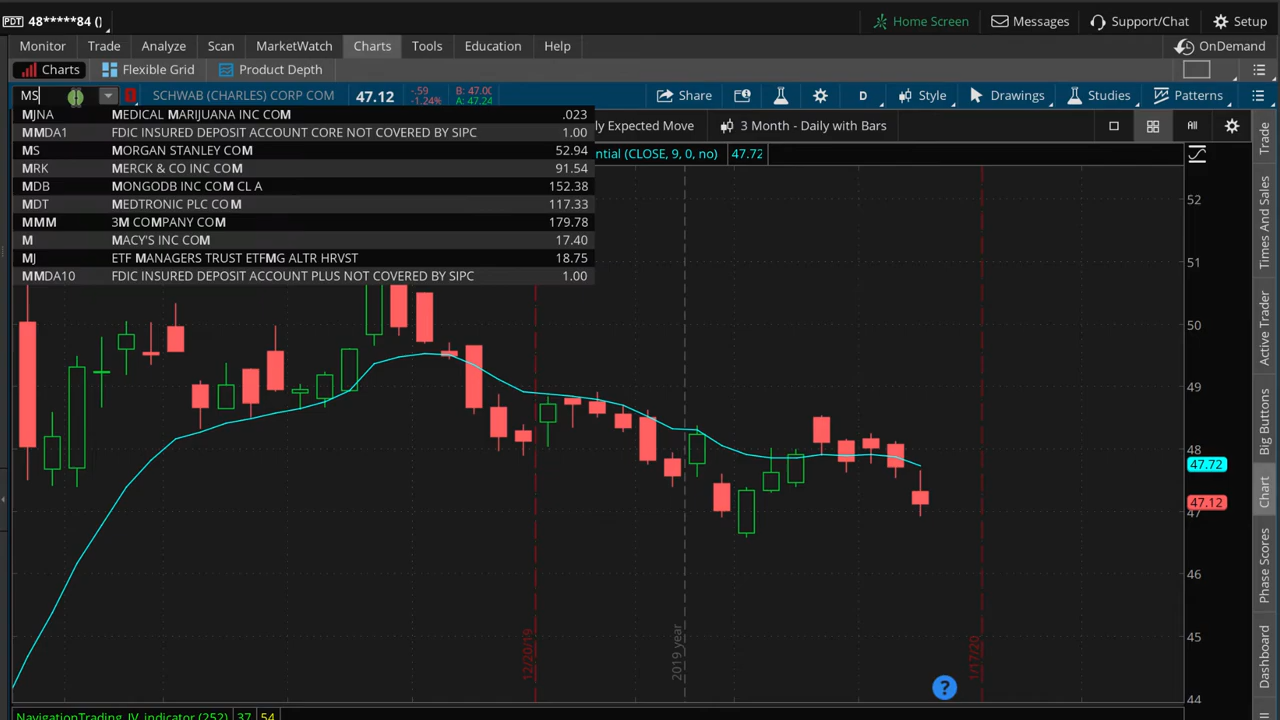 PDT 48*****84 () Home Screen Messages Support/Chat Setup
Monitor Trade Analyze Scan MarketWatch Charts Tools Education Help OnDemand
Charts Flexible Grid Product Depth
MS SCHWAB (CHARLES) CORP COM 47.12 -.59 -1.24% B: 47.00 A: 47.24 Share D Style Drawings Studies Patterns
MJNA MEDICAL MARIJUANA INC COM .023
MMDA1 FDIC INSURED DEPOSIT ACCOUNT CORE NOT COVERED BY SIPC 1.00
MS MORGAN STANLEY COM 52.94
MRK MERCK & CO INC COM 91.54
MDB MONGODB INC COM CL A 152.38
MDT MEDTRONIC PLC COM 117.33
MMM 3M COMPANY COM 179.78
M MACY'S INC COM 17.40
MJ ETF MANAGERS TRUST ETFMG ALTR HRVST 18.75
MMDA10 FDIC INSURED DEPOSIT ACCOUNT PLUS NOT COVERED BY SIPC 1.00
ly Expected Move 3 Month - Daily with Bars All
ntial (CLOSE, 9, 0, no) 47.72
52
51
50
49
48
47.72
47.12
47
46
45
44
12/20/19
2019 year
1/17/20
?
NavigationTrading_IV_indicator (252) 37 54
Trade
Times And Sales
Active Trader
Big Buttons
Chart
Phase Scores
Dashboard